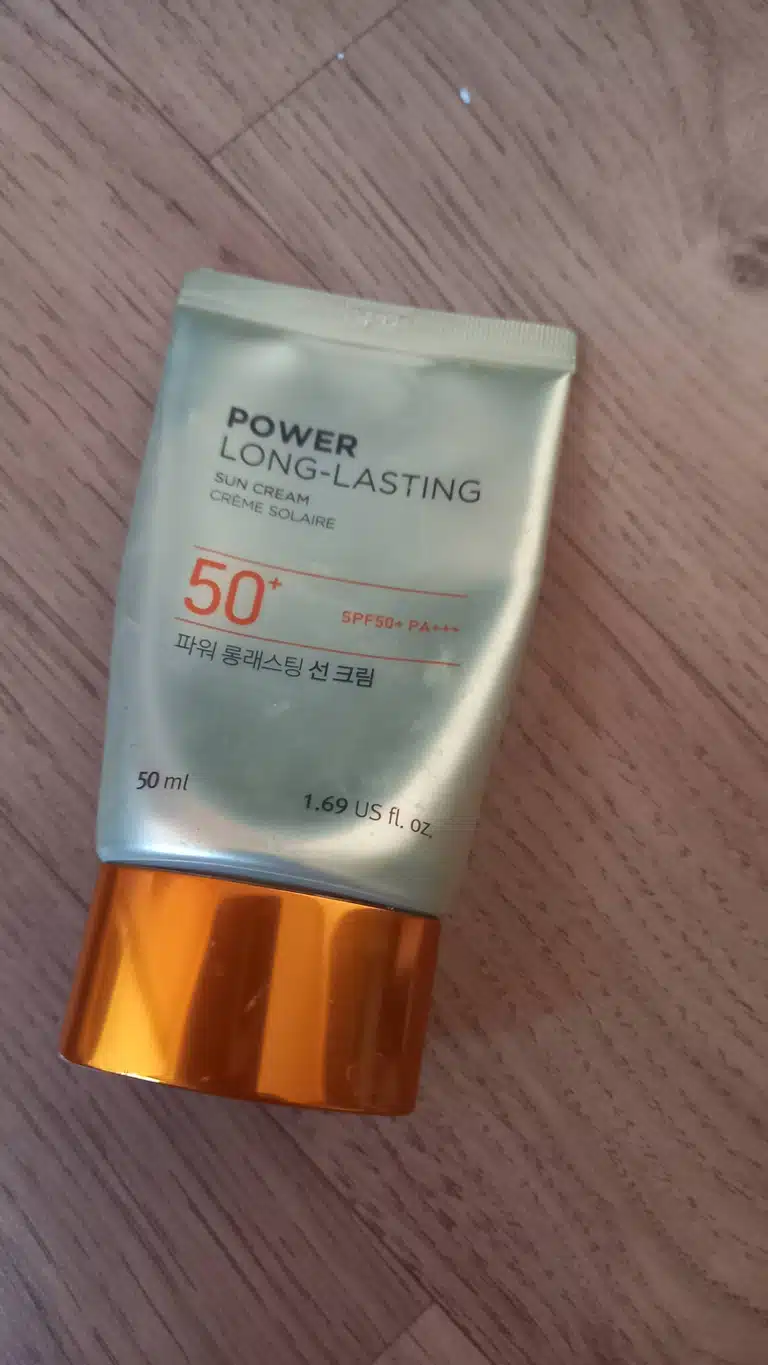 POWER
LONG-LASTING
SUN CREAM
CRÈME SOLAIRE
50+ SPF50+ PA+++
파워 롱래스팅 선 크림
50 ml 1.69 US fl. oz.